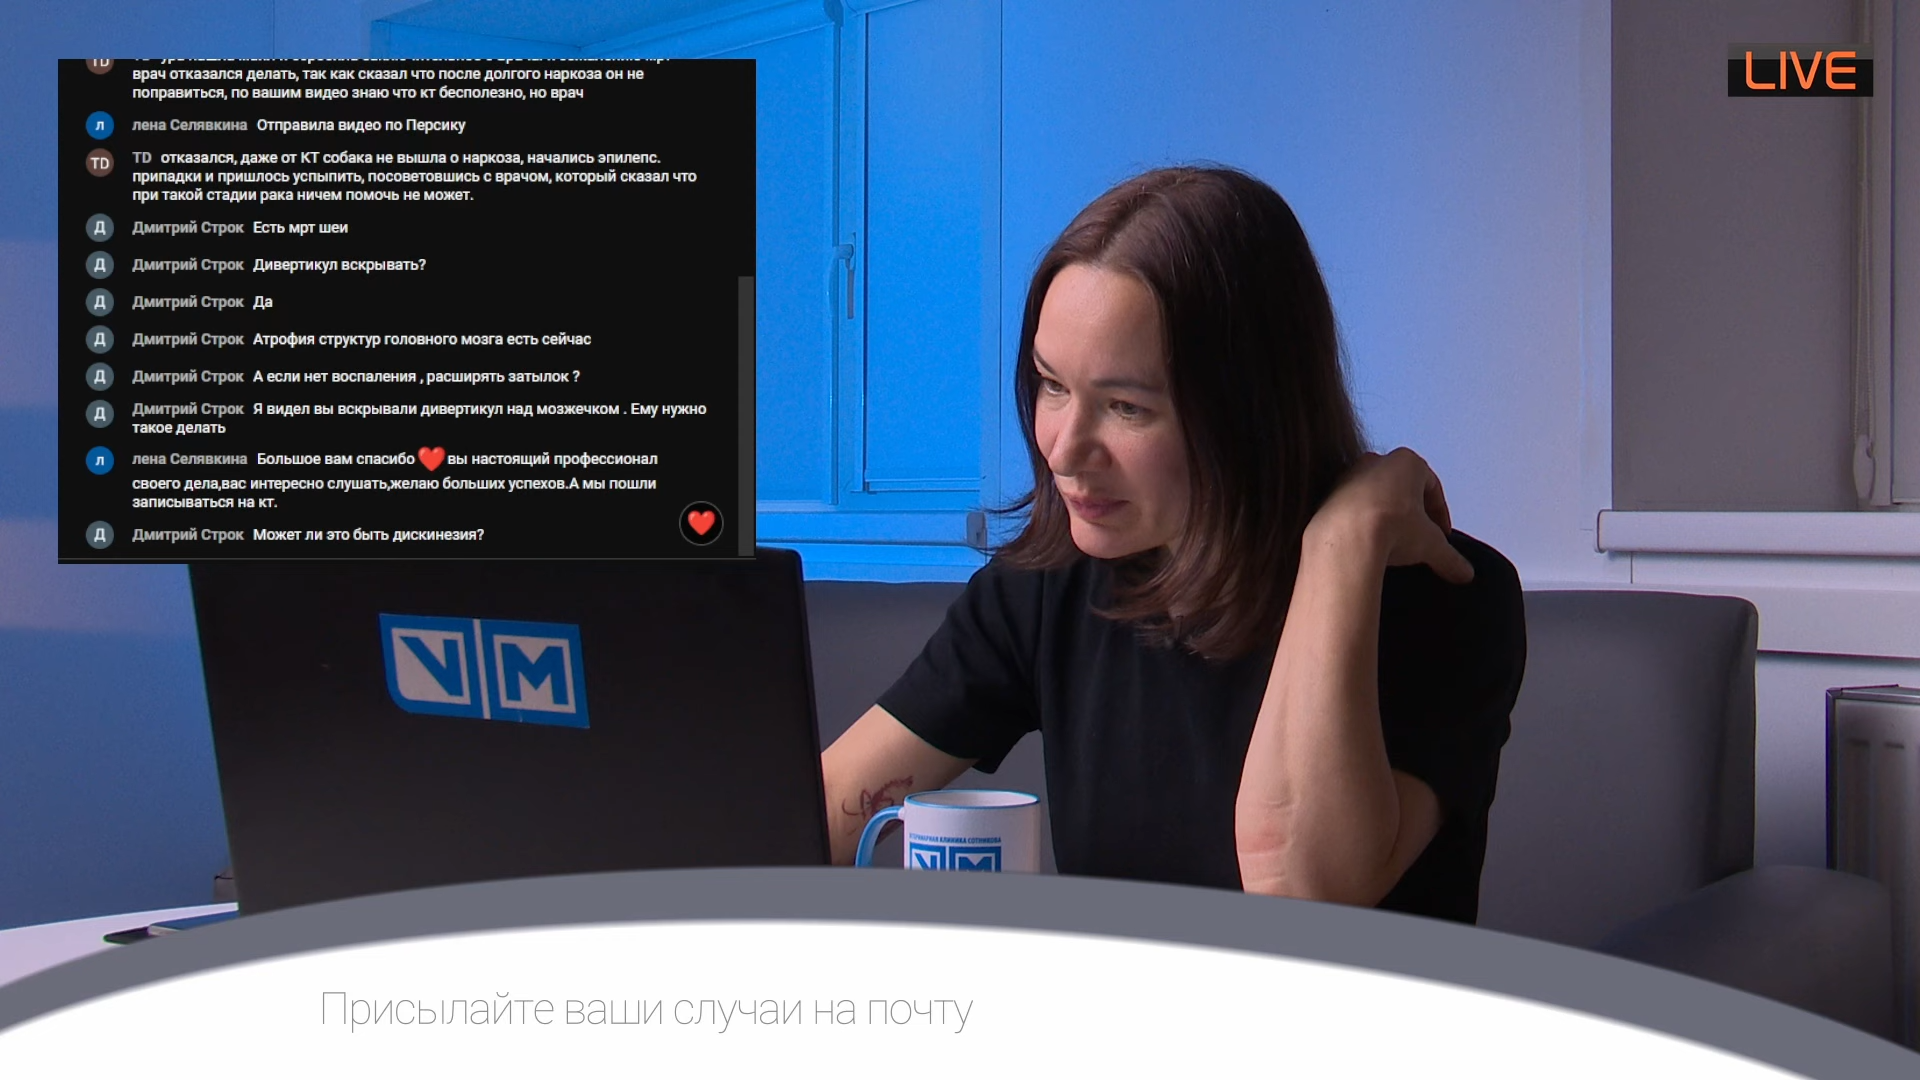 врач отказался делать, так как сказал что после долгого наркоза он не
поправиться, по вашим видео знаю что кт бесполезно, но врач
л лена Селявкина Отправила видео по Персику
TD TD отказался, даже от КТ собака не вышла о наркоза, начались эпилепс.
припадки и пришлось успыпить, посоветовшись с врачом, который сказал что
при такой стадии рака ничем помочь не может.
Д Дмитрий Строк Есть мрт шеи
Д Дмитрий Строк Дивертикул вскрывать?
Д Дмитрий Строк Да
Д Дмитрий Строк Атрофия структур головного мозга есть сейчас
Д Дмитрий Строк А если нет воспаления , расширять затылок ?
Д Дмитрий Строк Я видел вы вскрывали дивертикул над мозжечком . Ему нужно
такое делать
л лена Селявкина Большое вам спасибо ❤️ вы настоящий профессионал
своего дела,вас интересно слушать,желаю больших успехов.А мы пошли
записываться на кт.
Д Дмитрий Строк Может ли это быть дискинезия?
LIVE
VM
ВЕТЕРИНАРНАЯ КЛИНИКА СОТНИКОВА
VM
Присылайте ваши случаи на почту